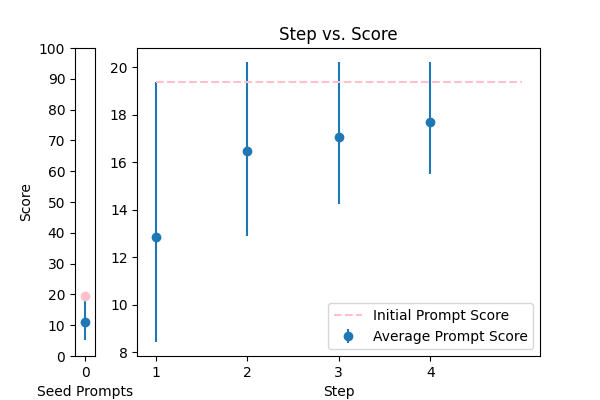 Step vs. Score
Score
100
90
80
70
60
50
40
30
20
10
0
0
Seed Prompts
20
18
16
14
12
10
8
1 2 3 4
Step
Initial Prompt Score
Average Prompt Score